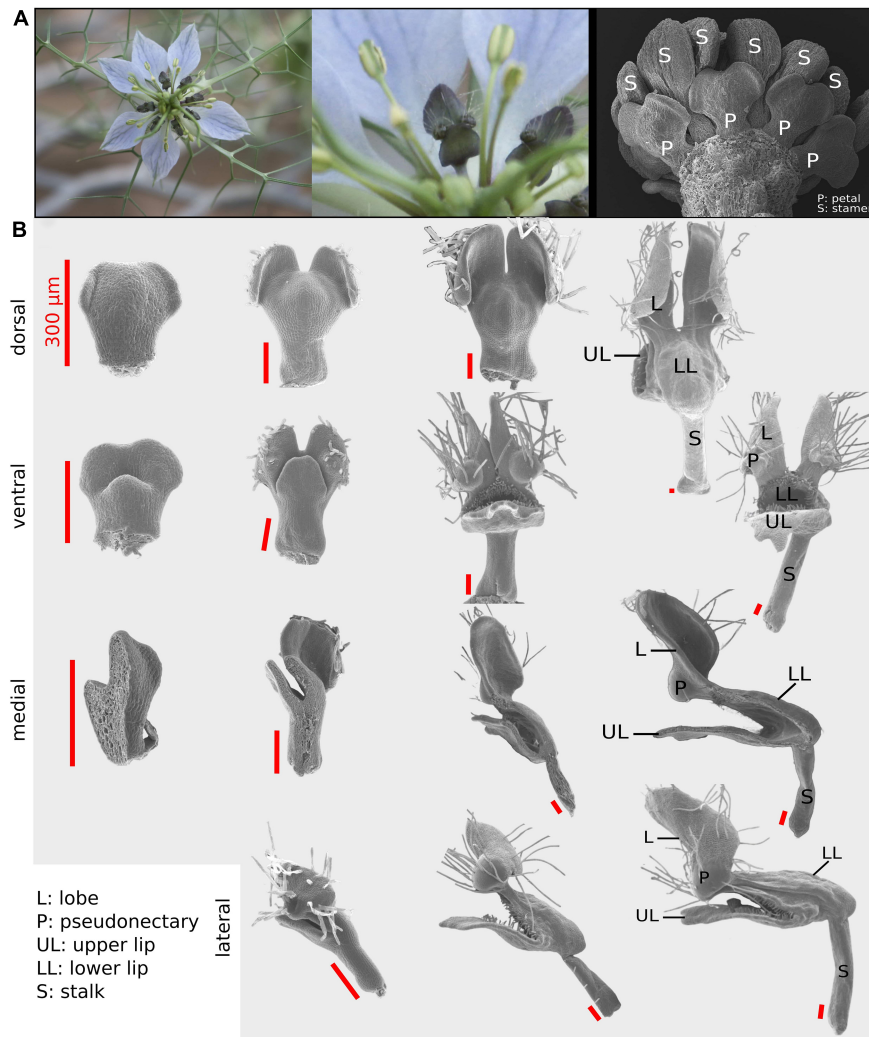 A
S
S
S
S
S
S
P
P
P
P
P: petal
S: stamen
B
dorsal
300 µm
L
UL
LL
S
ventral
L
P
LL
UL
S
medial
L
P
LL
UL
S
lateral
L
P
LL
UL
S
L: lobe
P: pseudonectary
UL: upper lip
LL: lower lip
S: stalk